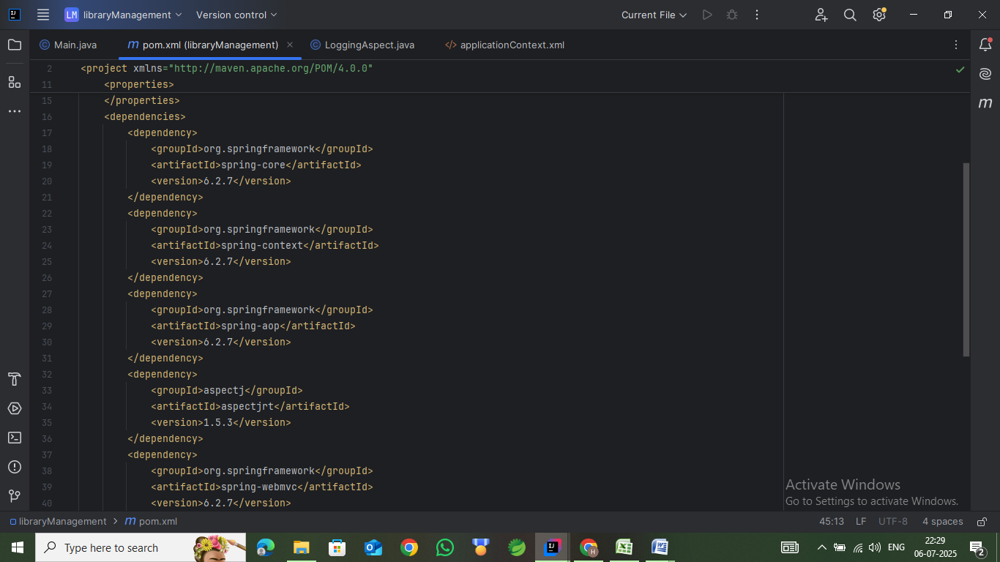 LM libraryManagement Version control Current File
Main.java pom.xml (libraryManagement) LoggingAspect.java applicationContext.xml
2 <project xmlns="http://maven.apache.org/POM/4.0.0"
11 <properties>
15 </properties>
16 <dependencies>
17 <dependency>
18 <groupId>org.springframework</groupId>
19 <artifactId>spring-core</artifactId>
20 <version>6.2.7</version>
21 </dependency>
22 <dependency>
23 <groupId>org.springframework</groupId>
24 <artifactId>spring-context</artifactId>
25 <version>6.2.7</version>
26 </dependency>
27 <dependency>
28 <groupId>org.springframework</groupId>
29 <artifactId>spring-aop</artifactId>
30 <version>6.2.7</version>
31 </dependency>
32 <dependency>
33 <groupId>aspectj</groupId>
34 <artifactId>aspectjrt</artifactId>
35 <version>1.5.3</version>
36 </dependency>
37 <dependency>
38 <groupId>org.springframework</groupId>
39 <artifactId>spring-webmvc</artifactId>
40 <version>6.2.7</version>
Activate Windows
Go to Settings to activate Windows.
libraryManagement > pom.xml 45:13 LF UTF-8 4 spaces
Type here to search ENG 22:29
06-07-2025 2